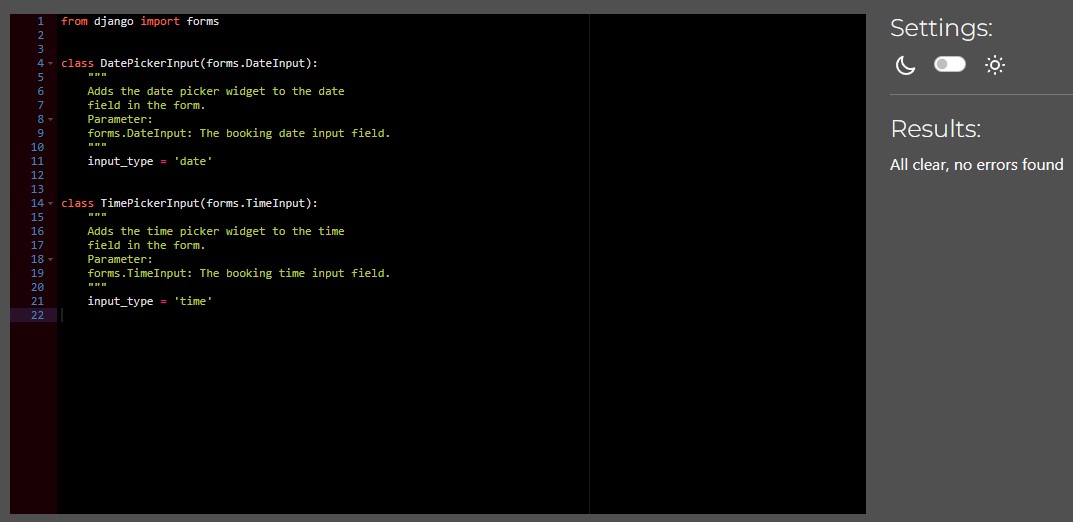 1 from django import forms
2
3
4 class DatePickerInput(forms.DateInput):
5     """
6     Adds the date picker widget to the date
7     field in the form.
8     Parameter:
9     forms.DateInput: The booking date input field.
10     """
11     input_type = 'date'
12
13
14 class TimePickerInput(forms.TimeInput):
15     """
16     Adds the time picker widget to the time
17     field in the form.
18     Parameter:
19     forms.TimeInput: The booking time input field.
20     """
21     input_type = 'time'
22
Settings:
Results:
All clear, no errors found